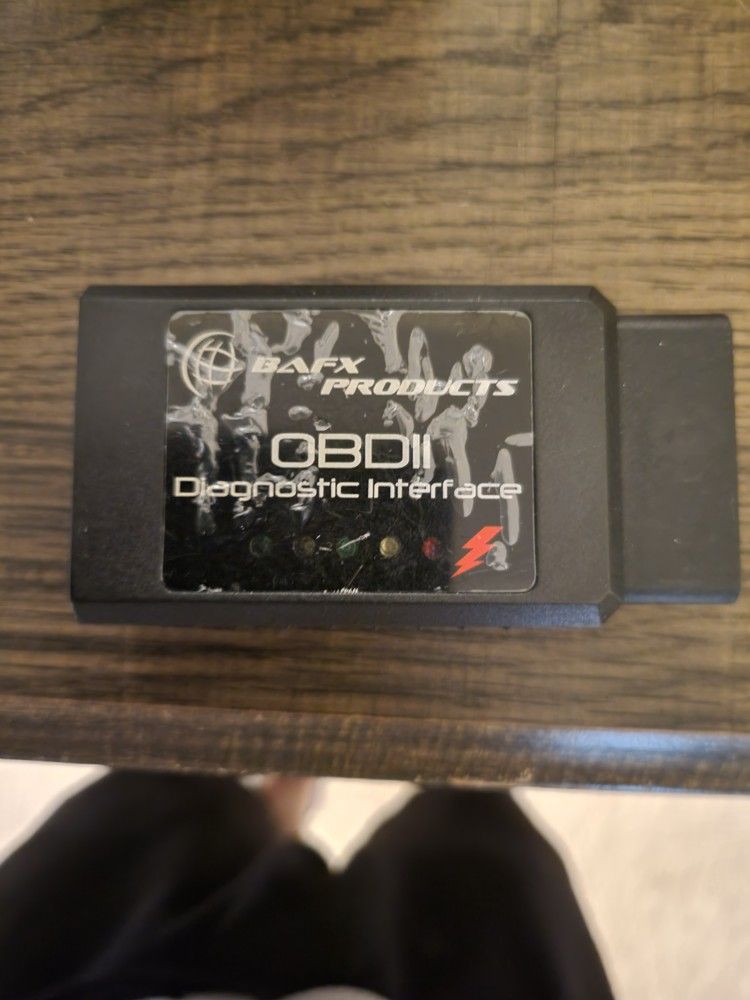 BAFX
PRODUCTS
OBDII
Diagnostic Interface